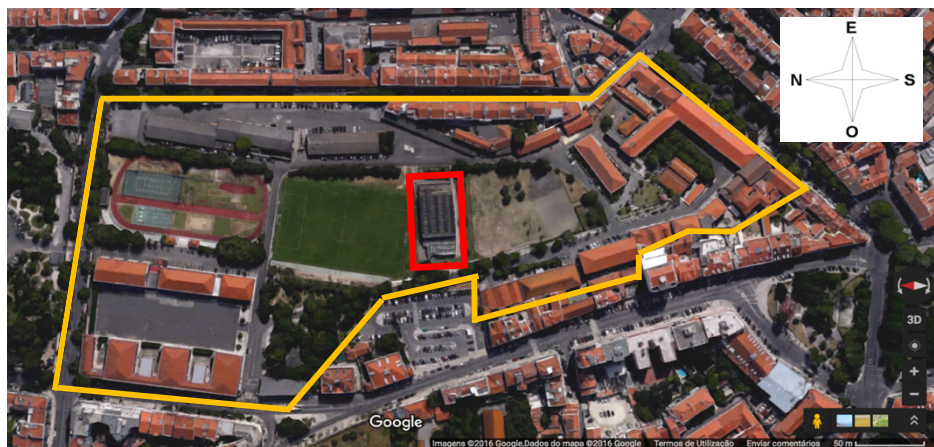 E
N S
O
3D
+
−
Google
Imagens ©2016 Google,Dados do mapa ©2016 Google Termos de Utilização Enviar comentários 50 m